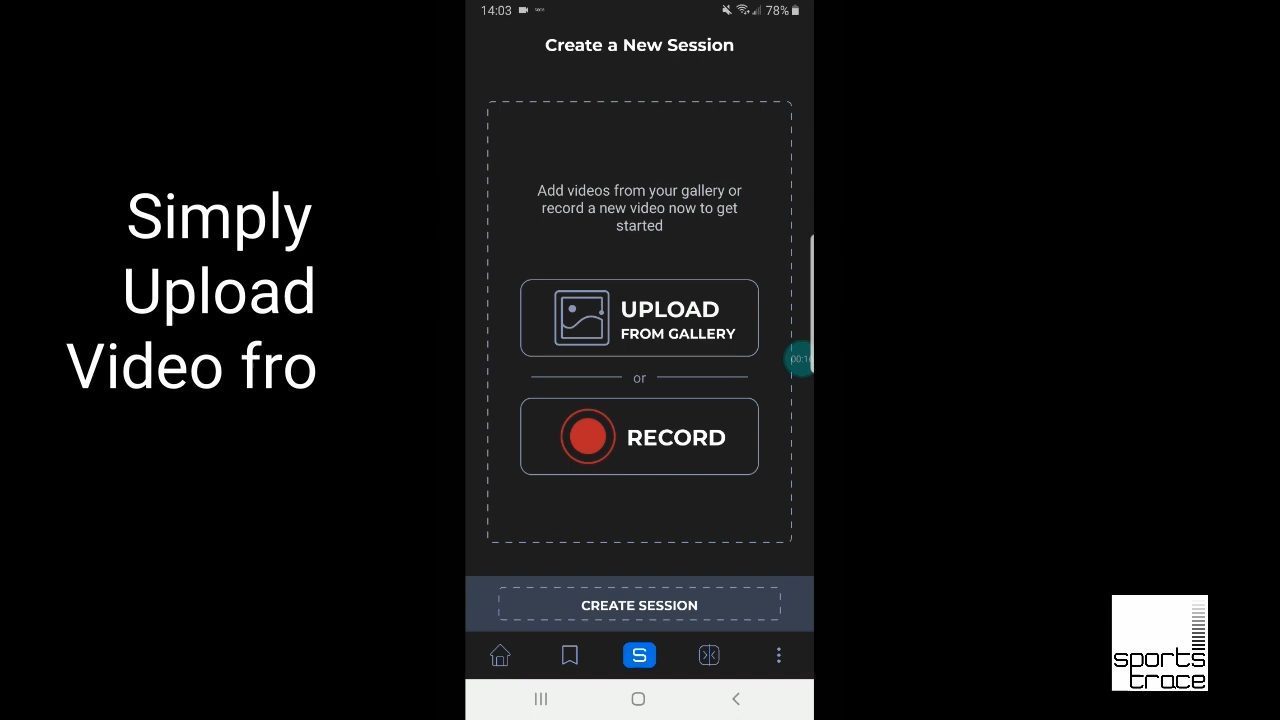 14:03
78%
Create a New Session
Simply
Upload
Video fro
Add videos from your gallery or
record a new video now to get
started
UPLOAD
FROM GALLERY
or
RECORD
CREATE SESSION
S
sports
trace